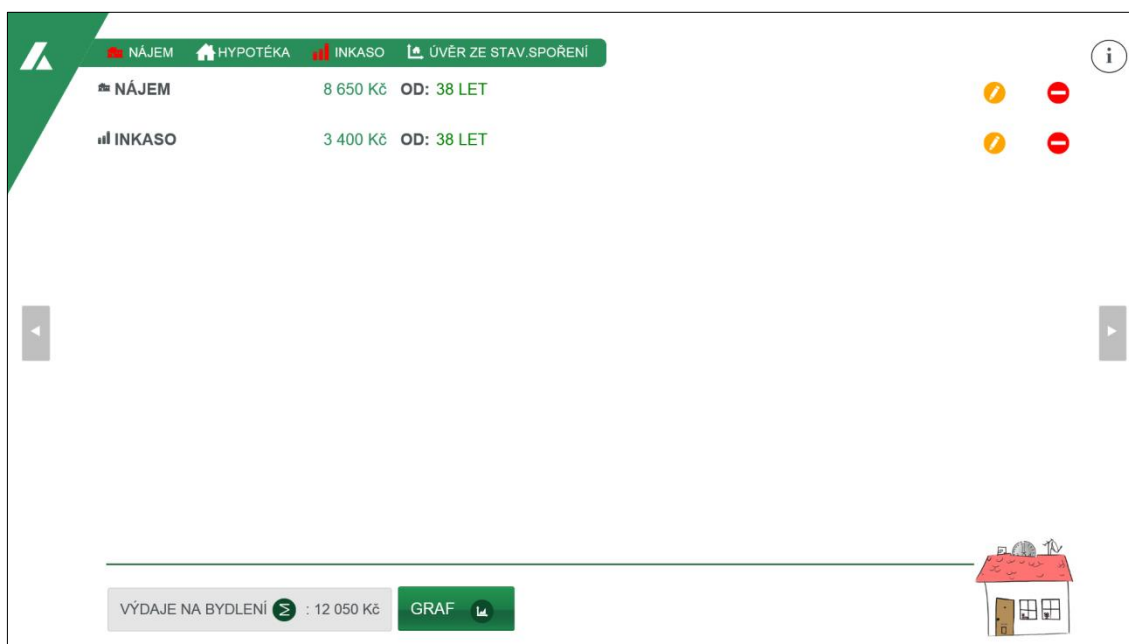 NÁJEM HYPOTÉKA INKASO ÚVĚR ZE STAV.SPOŘENÍ
i
NÁJEM 8 650 Kč OD: 38 LET
INKASO 3 400 Kč OD: 38 LET
VÝDAJE NA BYDLENÍ Σ : 12 050 Kč GRAF